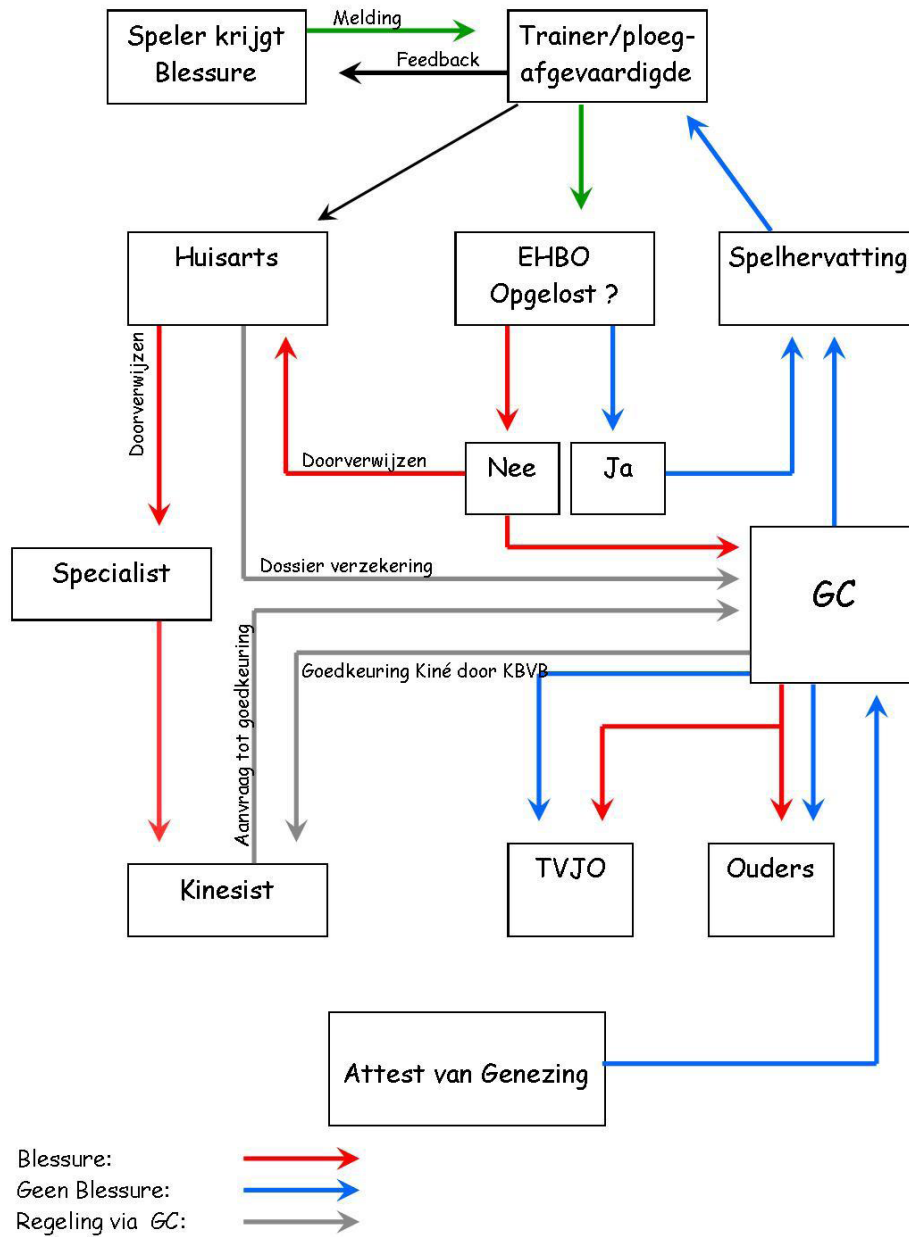 Speler krijgt
Blessure
Melding
Feedback
Trainer/ploeg-
afgevaardigde
Huisarts
EHBO
Opgelost ?
Spelhervatting
Doorverwijzen
Doorverwijzen
Nee
Ja
Specialist
Dossier verzekering
GC
Aanvraag tot goedkeuring
Goedkeuring Kiné door KBVB
Kinesist
TVJO
Ouders
Attest van Genezing
Blessure:
Geen Blessure:
Regeling via GC: